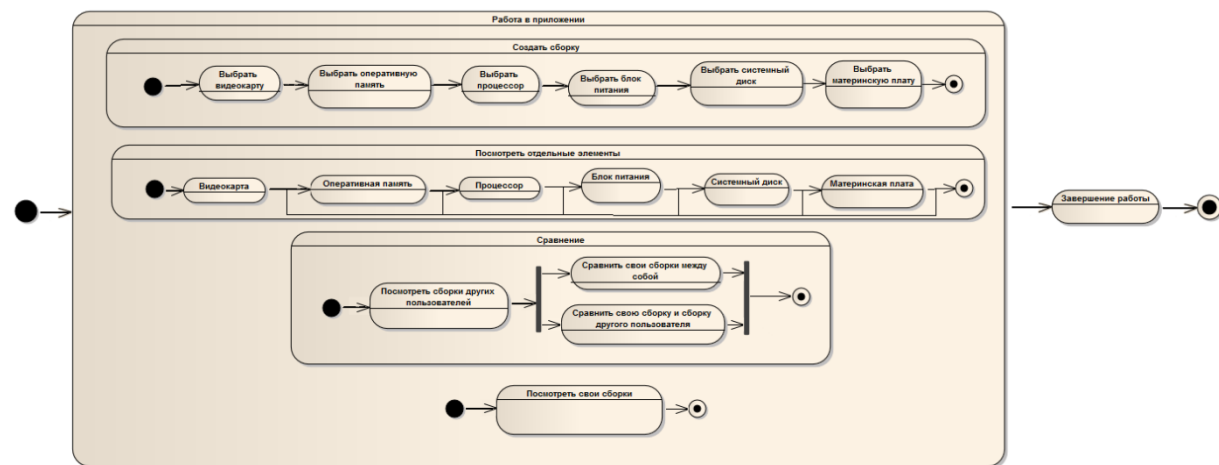 Работа в приложении
Создать сборку
Выбрать
видеокарту
Выбрать оперативную
память
Выбрать
процессор
Выбрать блок
питания
Выбрать системный
диск
Выбрать
материнскую плату
Посмотреть отдельные элементы
Видеокарта
Оперативная память
Процессор
Блок питания
Системный диск
Материнская плата
Завершение работы
Сравнение
Посмотреть сборки других
пользователей
Сравнить свои сборки между
собой
Сравнить свою сборку и сборку
другого пользователя
Посмотреть свои сборки